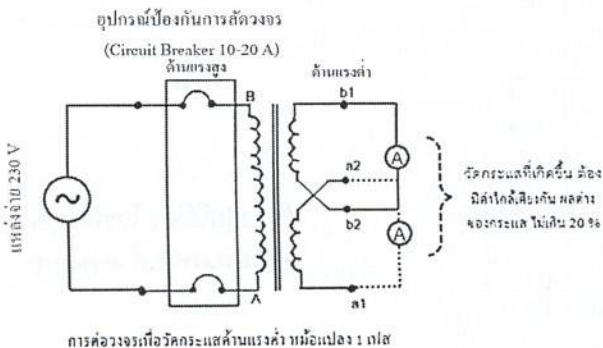 อุปกรณ์ป้องกันการลัดวงจร
(Circuit Breaker 10-20 A)
ด้านแรงสูง
ด้านแรงต่ำ
B
b1
A
a2
แหล่งจ่าย 230 V
วัดกระแสที่เกิดขึ้น ต้อง
มีค่าใกล้เคียงกัน ผลต่าง
ของกระแส ไม่เกิน 20 %
b2
A
A
a1
การต่อวงจรเพื่อวัดกระแสด้านแรงต่ำ หม้อแปลง 1 เฟส